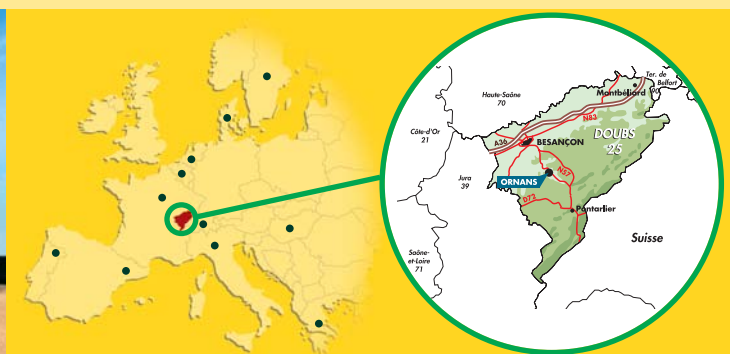 Ter. de
Belfort
90
Haute-Saône
70
Montbéliard
N83
Côte-d'Or
21
A36
BESANÇON
DOUBS
25
N57
Jura
39
ORNANS
D72
Pontarlier
Suisse
Saône-
et-Loire
71